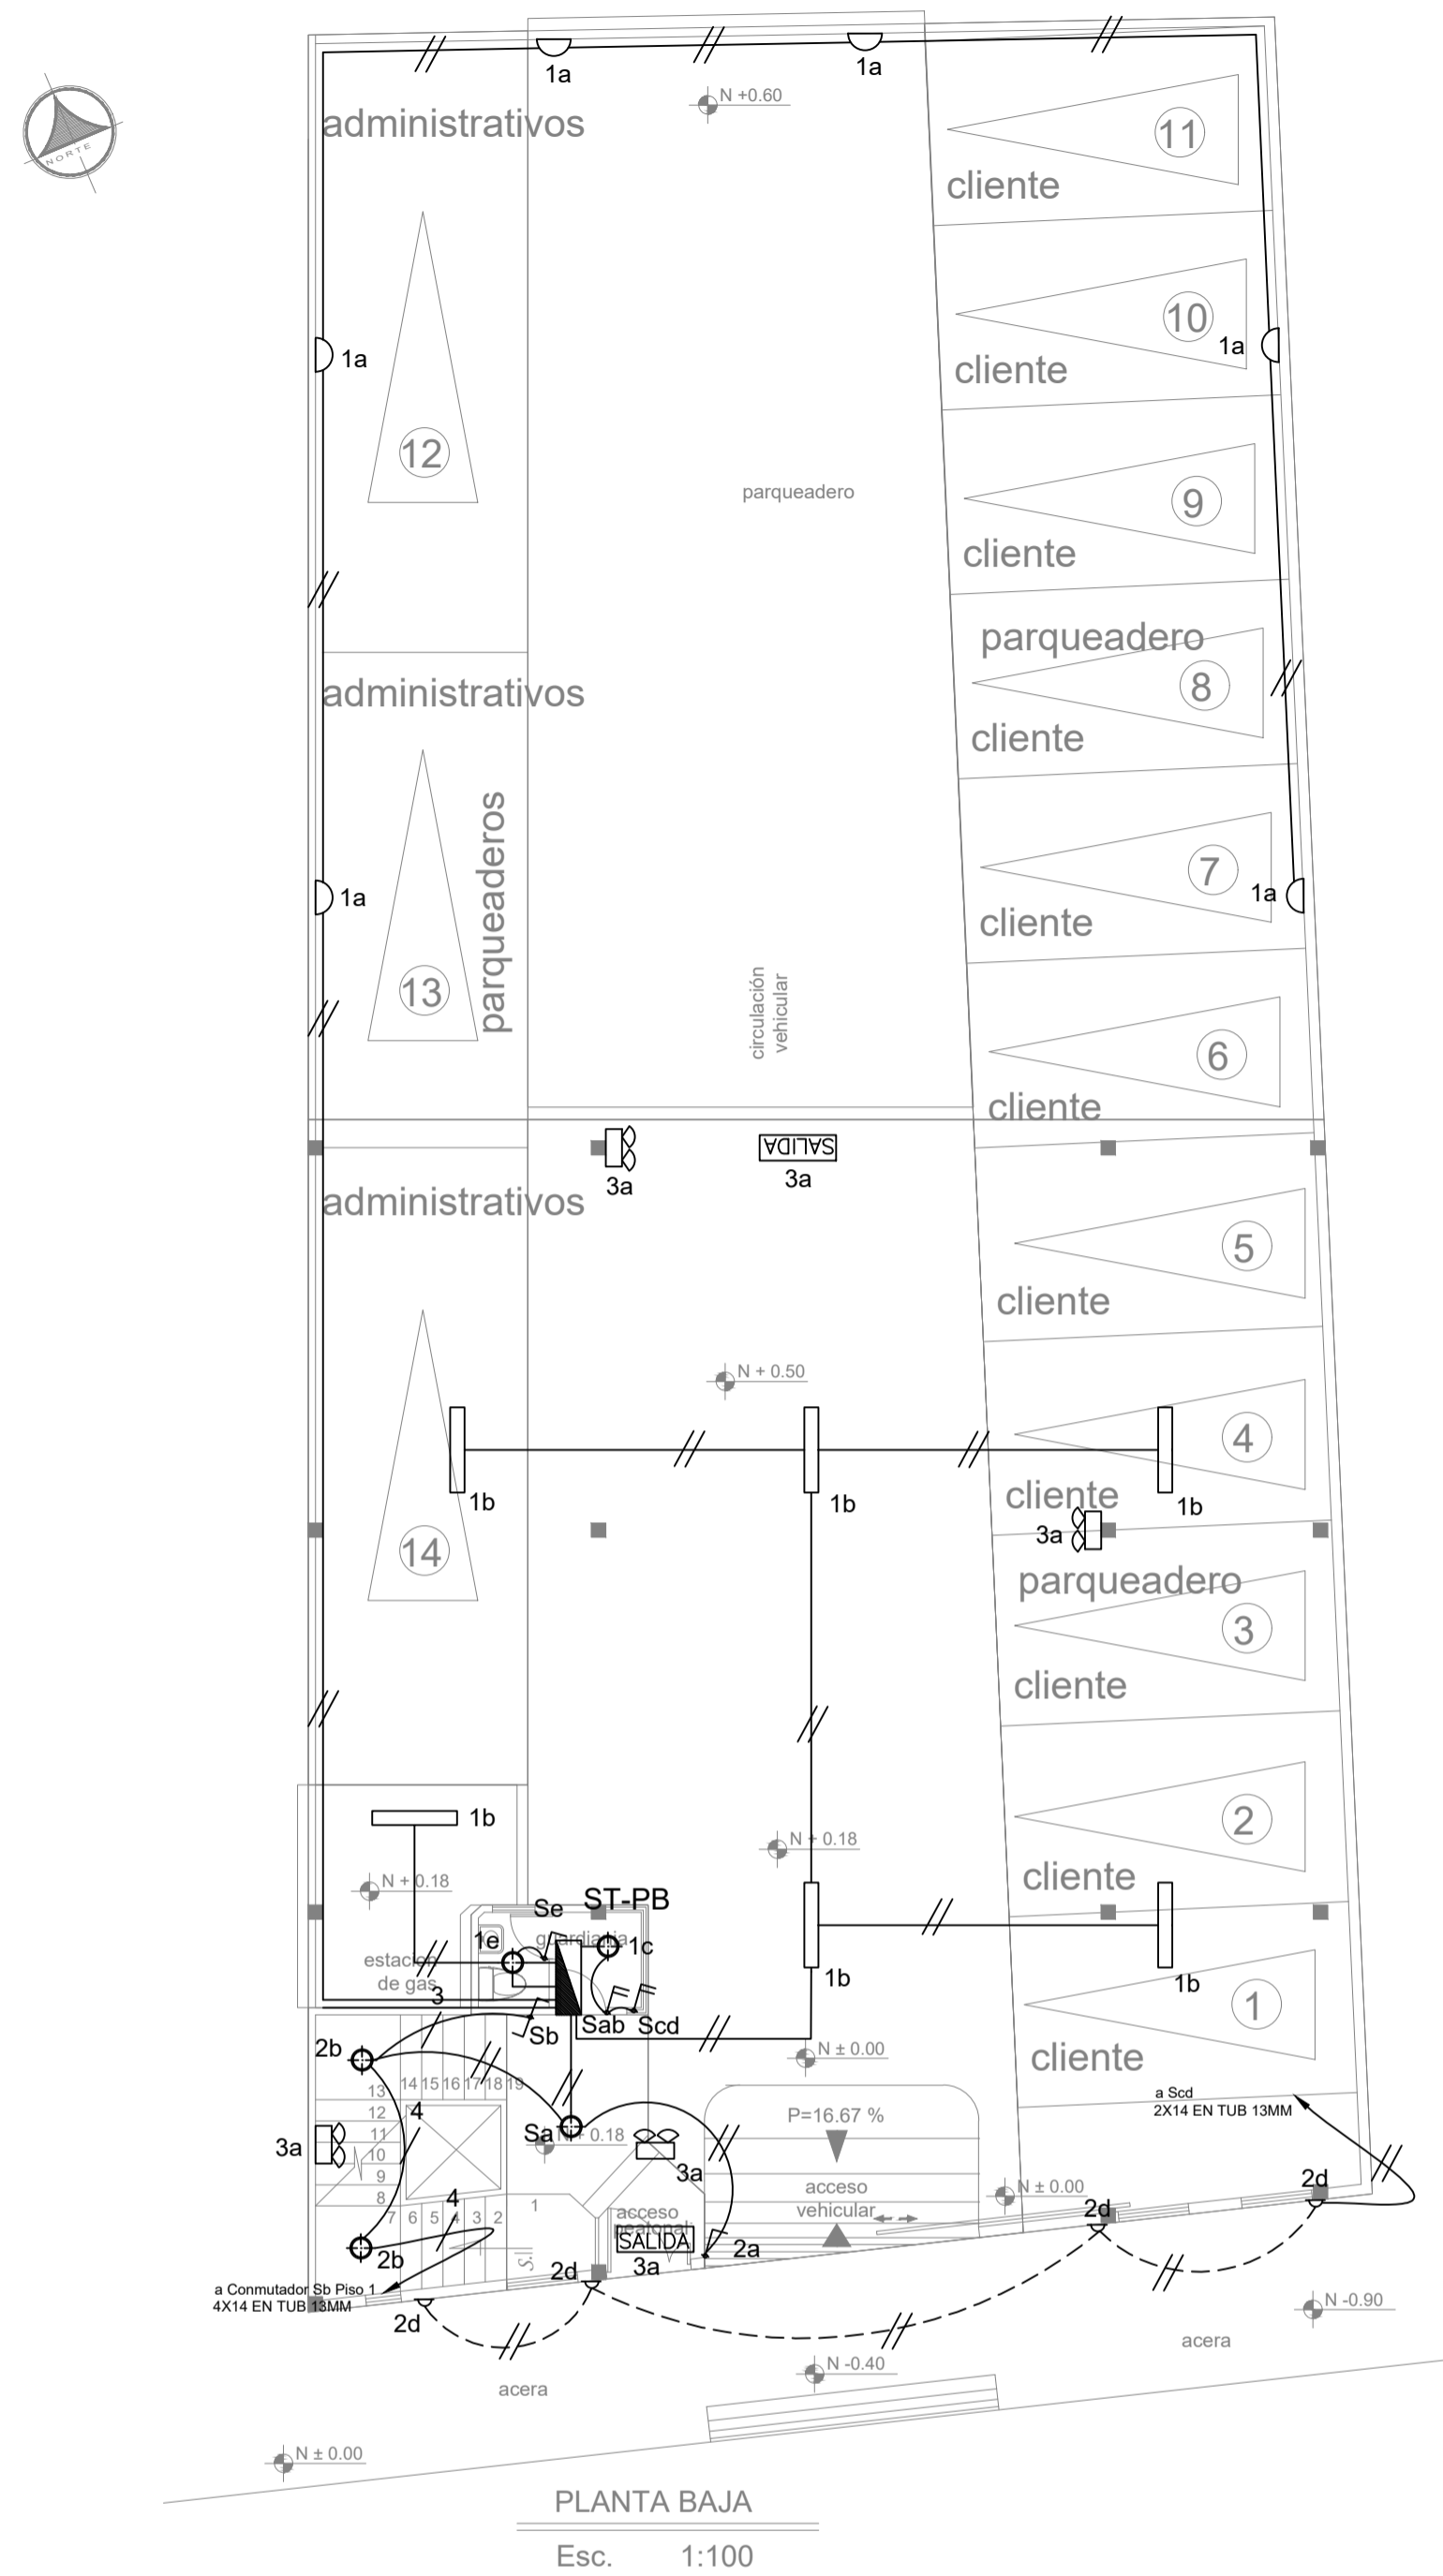 1a
1a
N +0.60
administrativos
11
cliente
NORTE
10
1a
1a
cliente
12
9
parqueadero
cliente
parqueadero
8
administrativos
cliente
parqueaderos
7
1a
1a
cliente
13
circulación
vehicular
6
cliente
SALIDA
3a
3a
administrativos
5
cliente
N + 0.50
4
cliente
1b
1b
1b
3a
14
parqueadero
3
cliente
1b
2
N + 0.18
cliente
N + 0.18
ST-PB
Se
guardiania
1e
1c
estacion
de gas
3
1b
1b
1
Sb
Sab
Scd
2b
N ± 0.00
cliente
14
15
16
17
18
19
13
12
11
10
9
8
4
a Scd
2X14 EN TUB 13MM
P=16.67 %
Sa
N + 0.18
3a
3a
acceso
vehicular
N ± 0.00
2d
2d
4
7
6
5
4
3
2
1
acceso
peatonal
SALIDA
2a
3a
2b
S.
2d
a Conmutador Sb Piso 1
4X14 EN TUB 13MM
2d
N -0.90
acera
N -0.40
acera
N ± 0.00
PLANTA BAJA
Esc. 1:100